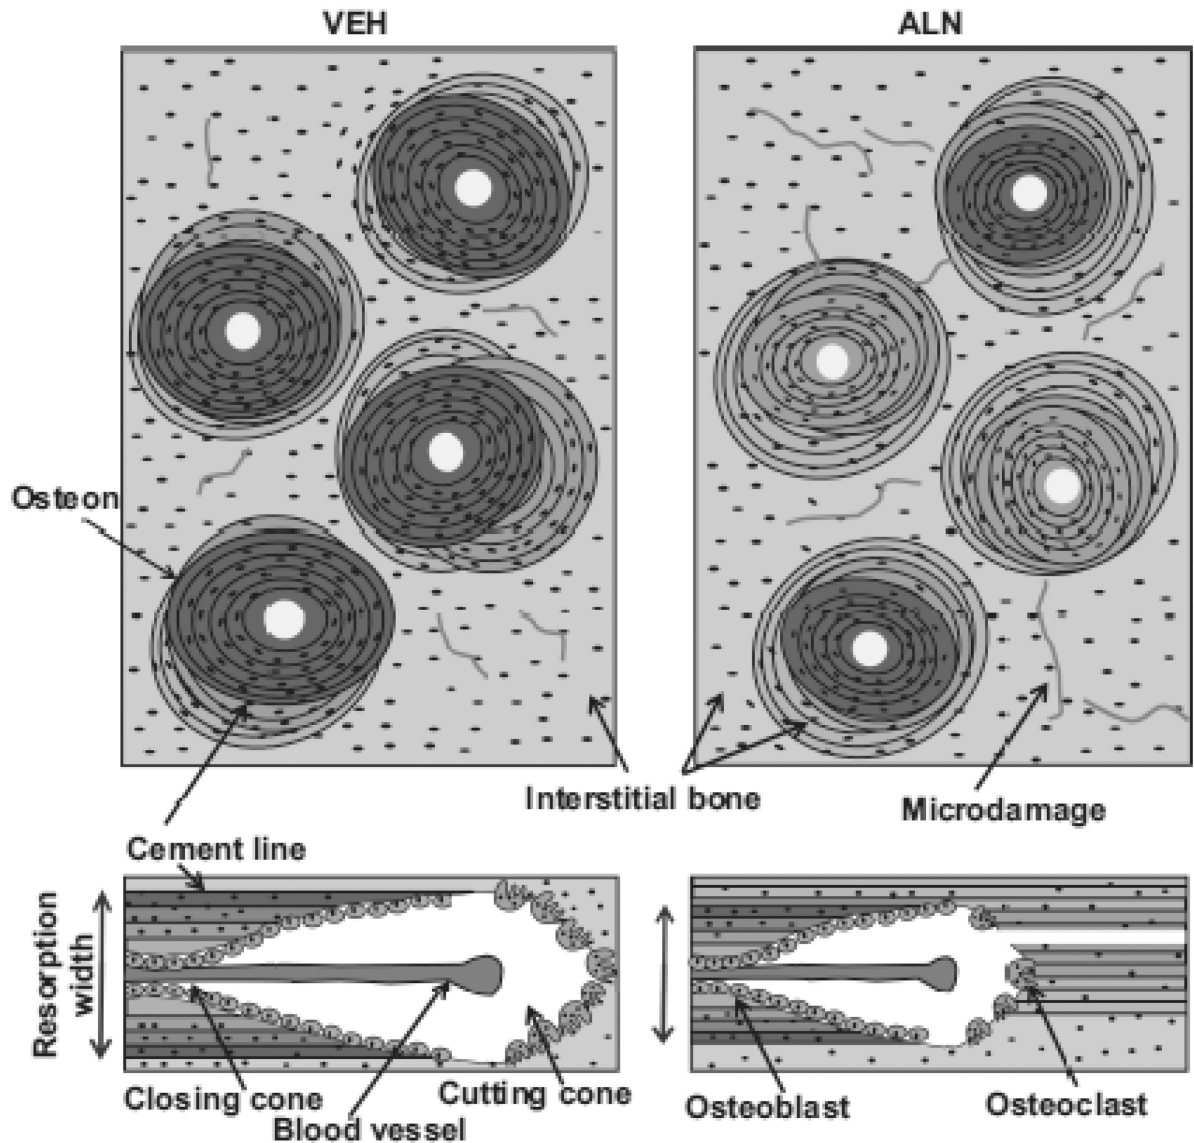 VEH
ALN
Osteon
Interstitial bone
Microdamage
Cement line
Resorption
width
Closing cone
Blood vessel
Cutting cone
Osteoblast
Osteoclast